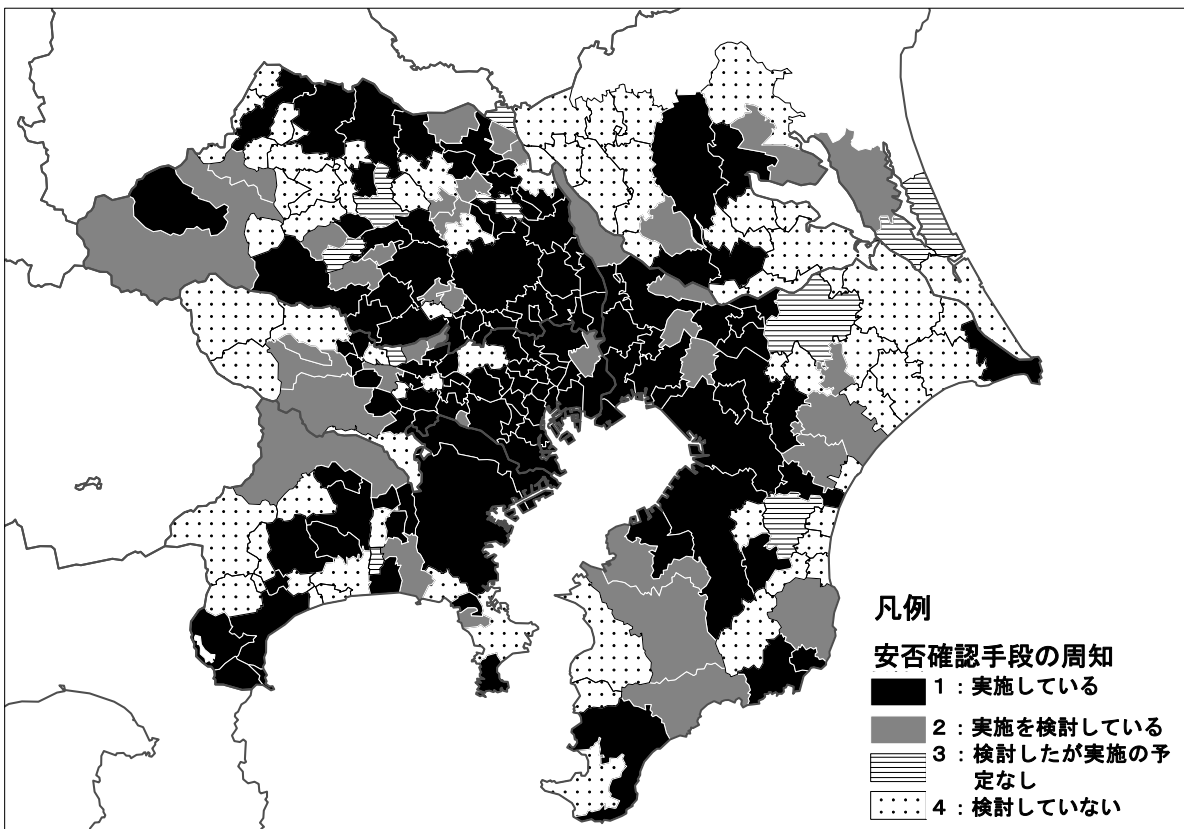 凡例
安否確認手段の周知
1：実施している
2：実施を検討している
3：検討したが実施の予
定なし
4：検討していない